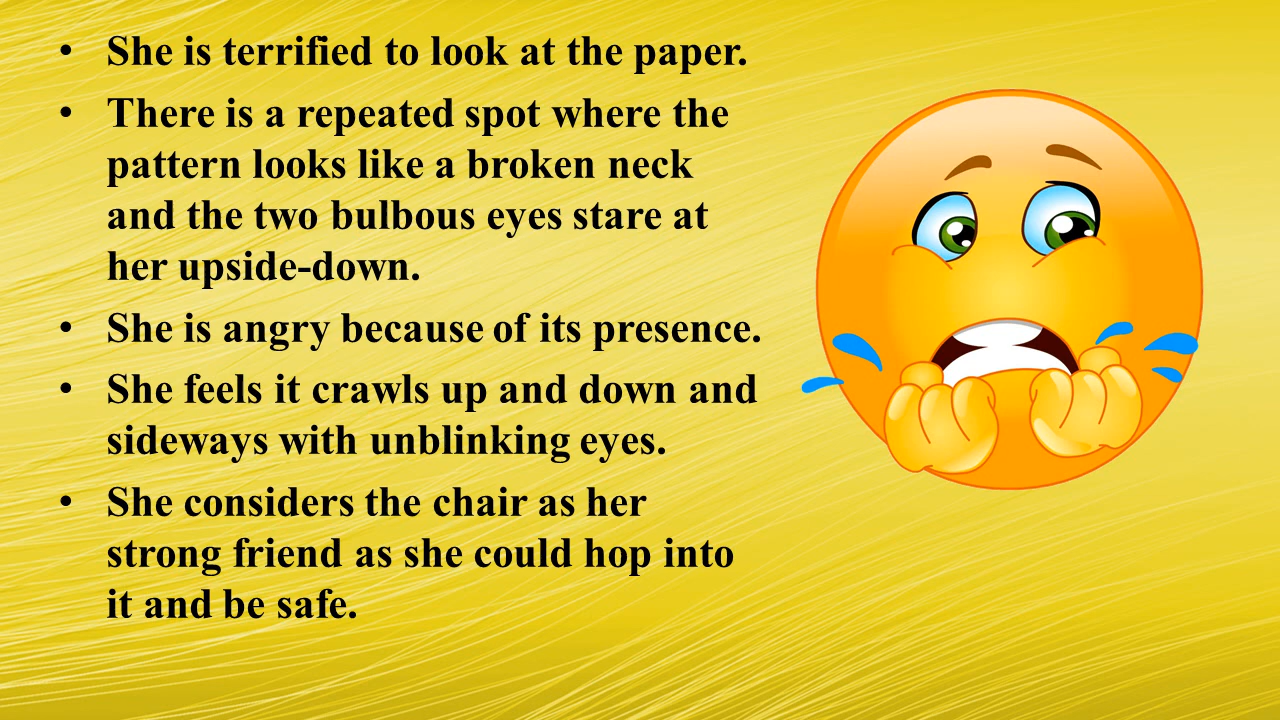 • She is terrified to look at the paper.
• There is a repeated spot where the
pattern looks like a broken neck
and the two bulbous eyes stare at
her upside-down.
• She is angry because of its presence.
• She feels it crawls up and down and
sideways with unblinking eyes.
• She considers the chair as her
strong friend as she could hop into
it and be safe.